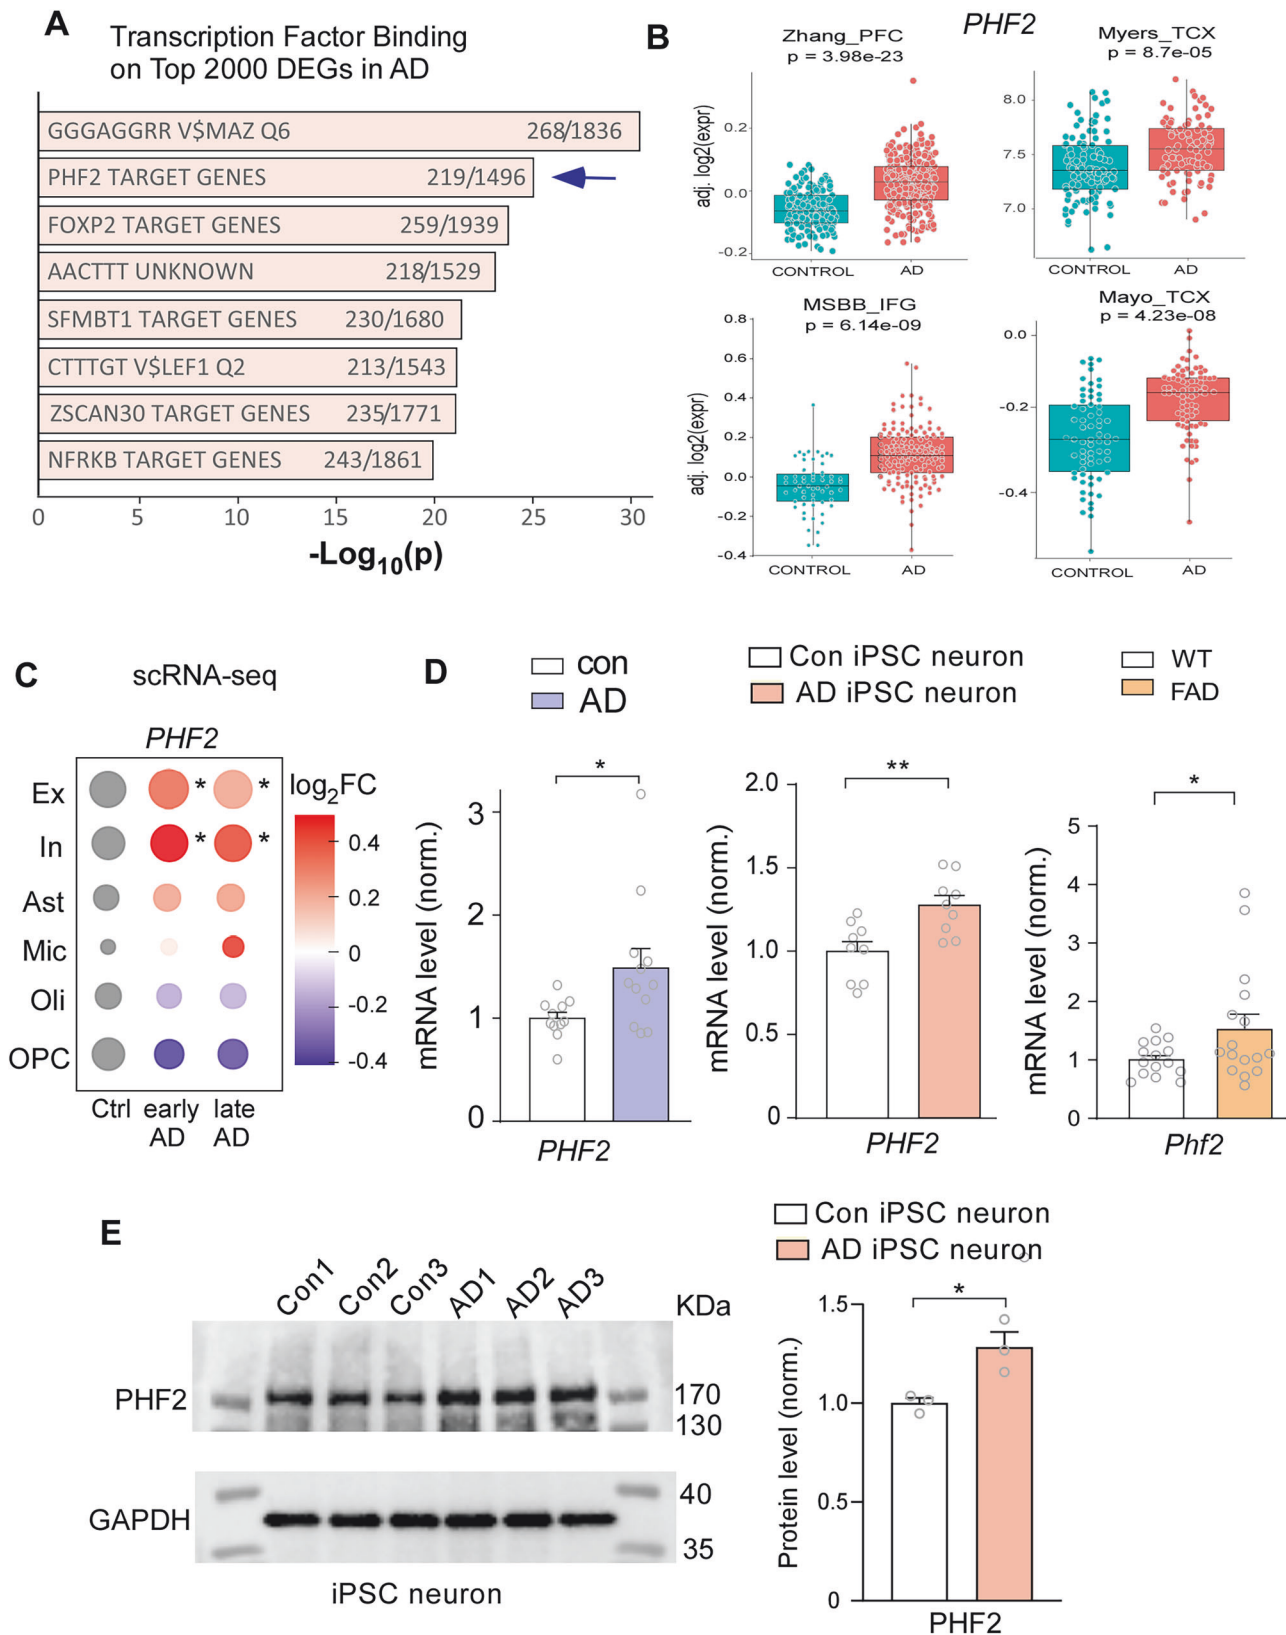 A
Transcription Factor Binding
on Top 2000 DEGs in AD
GGGAGGRR V$MAZ Q6 268/1836
PHF2 TARGET GENES 219/1496
FOXP2 TARGET GENES 259/1939
AACTTT UNKNOWN 218/1529
SFMBT1 TARGET GENES 230/1680
CTTTGT V$LEF1 Q2 213/1543
ZSCAN30 TARGET GENES 235/1771
NFRKB TARGET GENES 243/1861
0 5 10 15 20 25 30
-Log10(p)
B
PHF2
Zhang_PFC
p = 3.98e-23
adj. log2(expr)
0.2
0.0
-0.2
CONTROL AD
Myers_TCX
p = 8.7e-05
8.0
7.5
7.0
CONTROL AD
MSBB_IFG
p = 6.14e-09
adj. log2(expr)
0.8
0.6
0.4
0.2
0.0
-0.2
-0.4
CONTROL AD
Mayo_TCX
p = 4.23e-08
0.0
-0.2
-0.4
CONTROL AD
C
scRNA-seq
PHF2
Ex * *
In * *
Ast
Mic
Oli
OPC
Ctrl early late
AD AD
log2FC
0.4
0.2
0
-0.2
-0.4
D
con
AD
mRNA level (norm.)
3
2
1
0
*
PHF2
Con iPSC neuron
AD iPSC neuron
mRNA level (norm.)
2.0
1.5
1.0
0.5
0
**
PHF2
WT
FAD
mRNA level (norm.)
5
4
3
2
1
0
*
Phf2
E
Con1 Con2 Con3 AD1 AD2 AD3
KDa
PHF2
170
130
GAPDH
40
35
iPSC neuron
Con iPSC neuron
AD iPSC neuron
Protein level (norm.)
1.5
1.0
0.5
0
*
PHF2